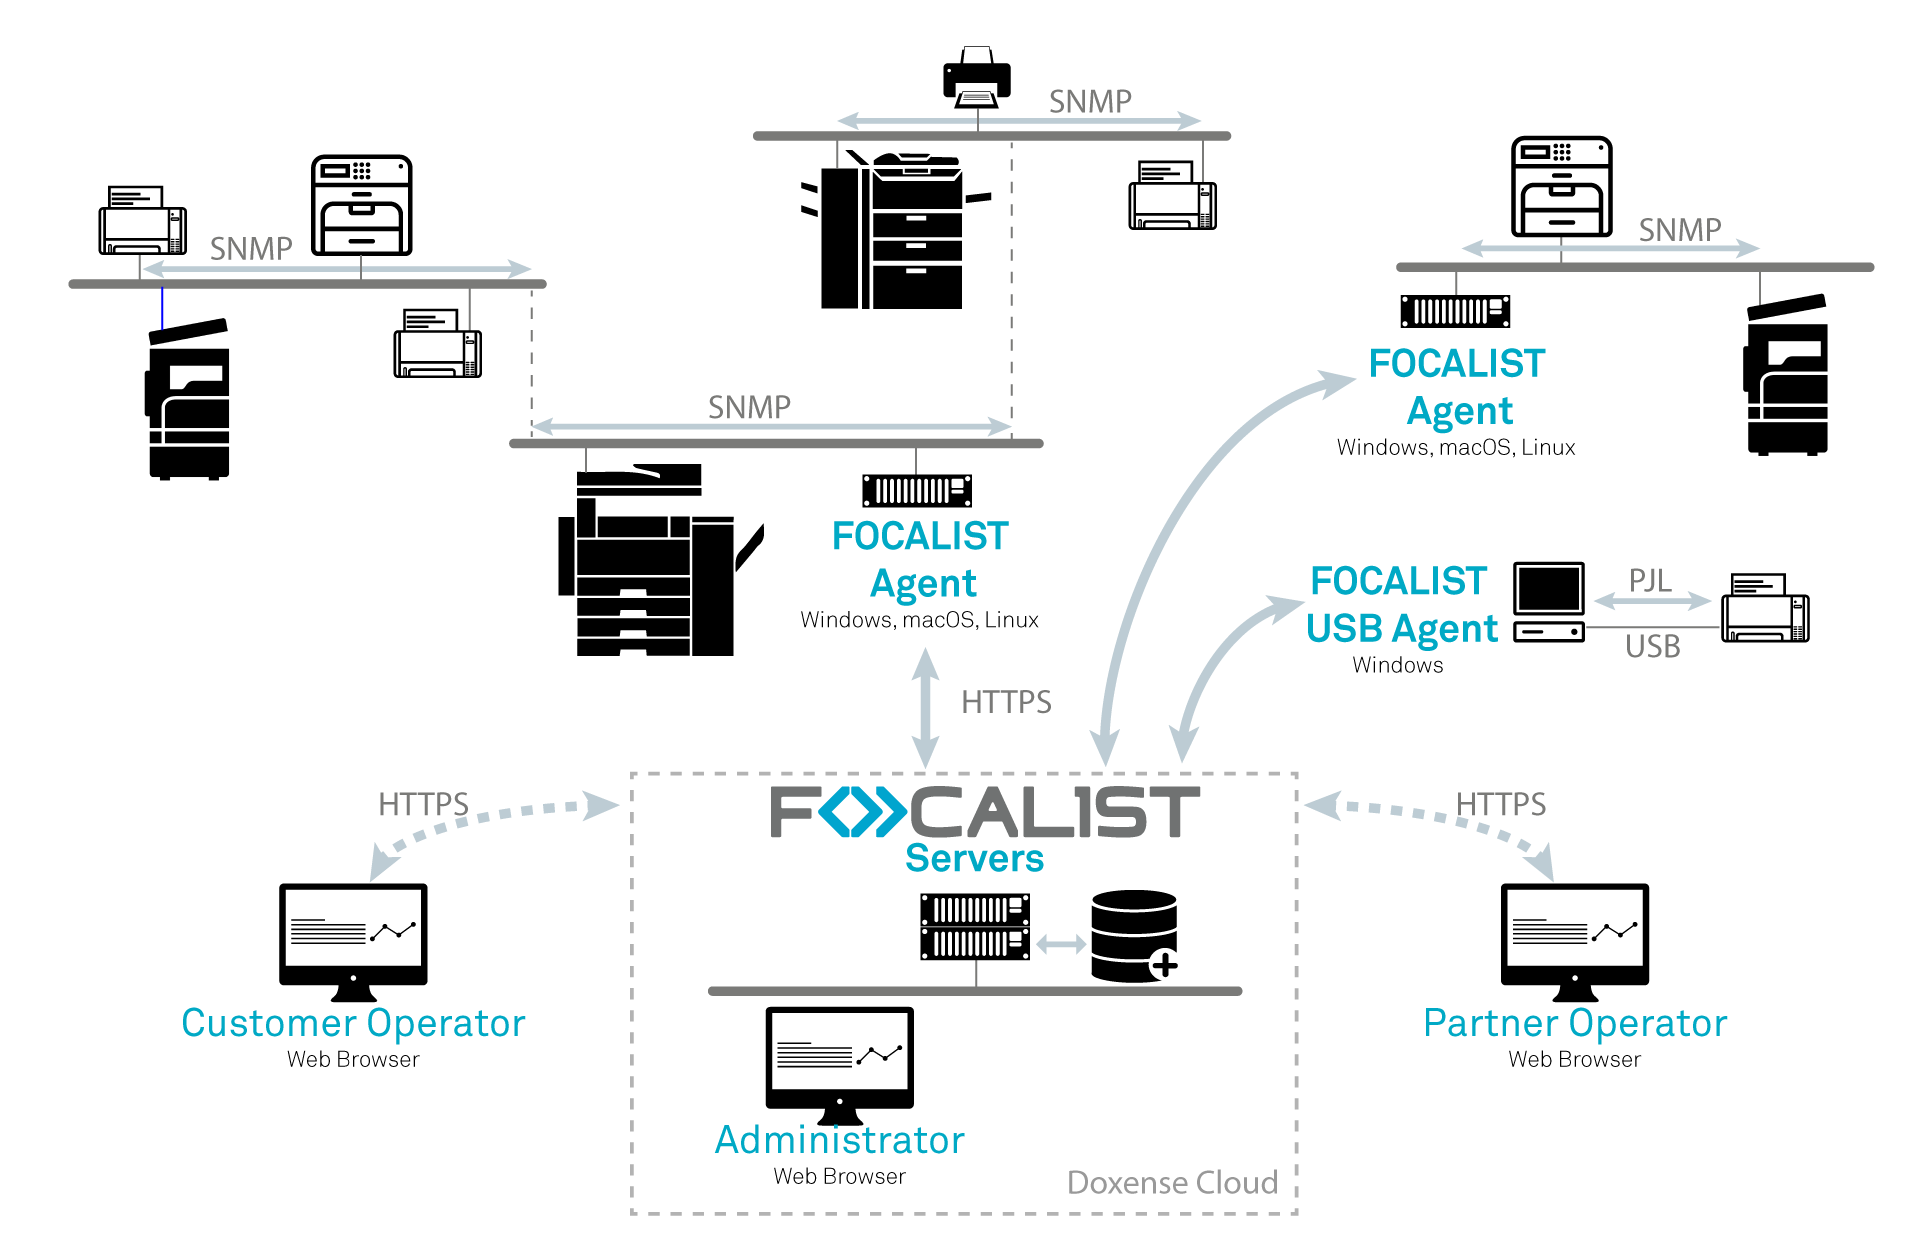 SNMP
SNMP
SNMP
SNMP
FOCALIST
Agent
Windows, macOS, Linux
FOCALIST
Agent
Windows, macOS, Linux
FOCALIST
USB Agent
Windows
PJL
USB
HTTPS
HTTPS
HTTPS
FOCALIST
Servers
Customer Operator
Web Browser
Partner Operator
Web Browser
Administrator
Web Browser
Doxense Cloud